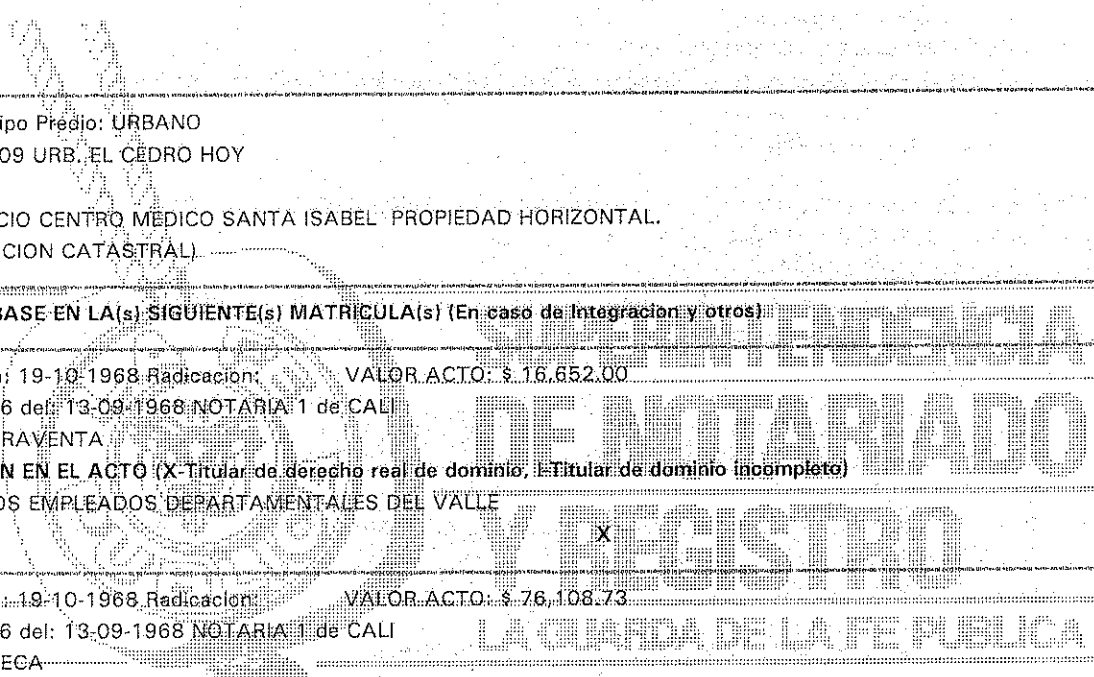 ipo Predio: URBANO
09 URB. EL CEDRO HOY
CIO CENTRO MEDICO SANTA ISABEL PROPIEDAD HORIZONTAL.
CION CATASTRAL)
BASE EN LA(s) SIGUIENTE(s) MATRICULA(s) (En caso de Integracion y otros)
: 19-10-1968 Radicacion: VALOR ACTO: $ 16,652.00
6 del: 13-09-1968 NOTARIA 1 de CALI
RAVENTA
N EN EL ACTO (X-Titular de derecho real de dominio, I-Titular de dominio incompleto)
OS EMPLEADOS DEPARTAMENTALES DEL VALLE
X
: 19-10-1968 Radicacion: VALOR ACTO: $ 76,108.73
6 del: 13-09-1968 NOTARIA 1 de CALI
ECA
DE NOTARIADO
Y REGISTRO
LA GUARDA DE LA FE PUBLICA